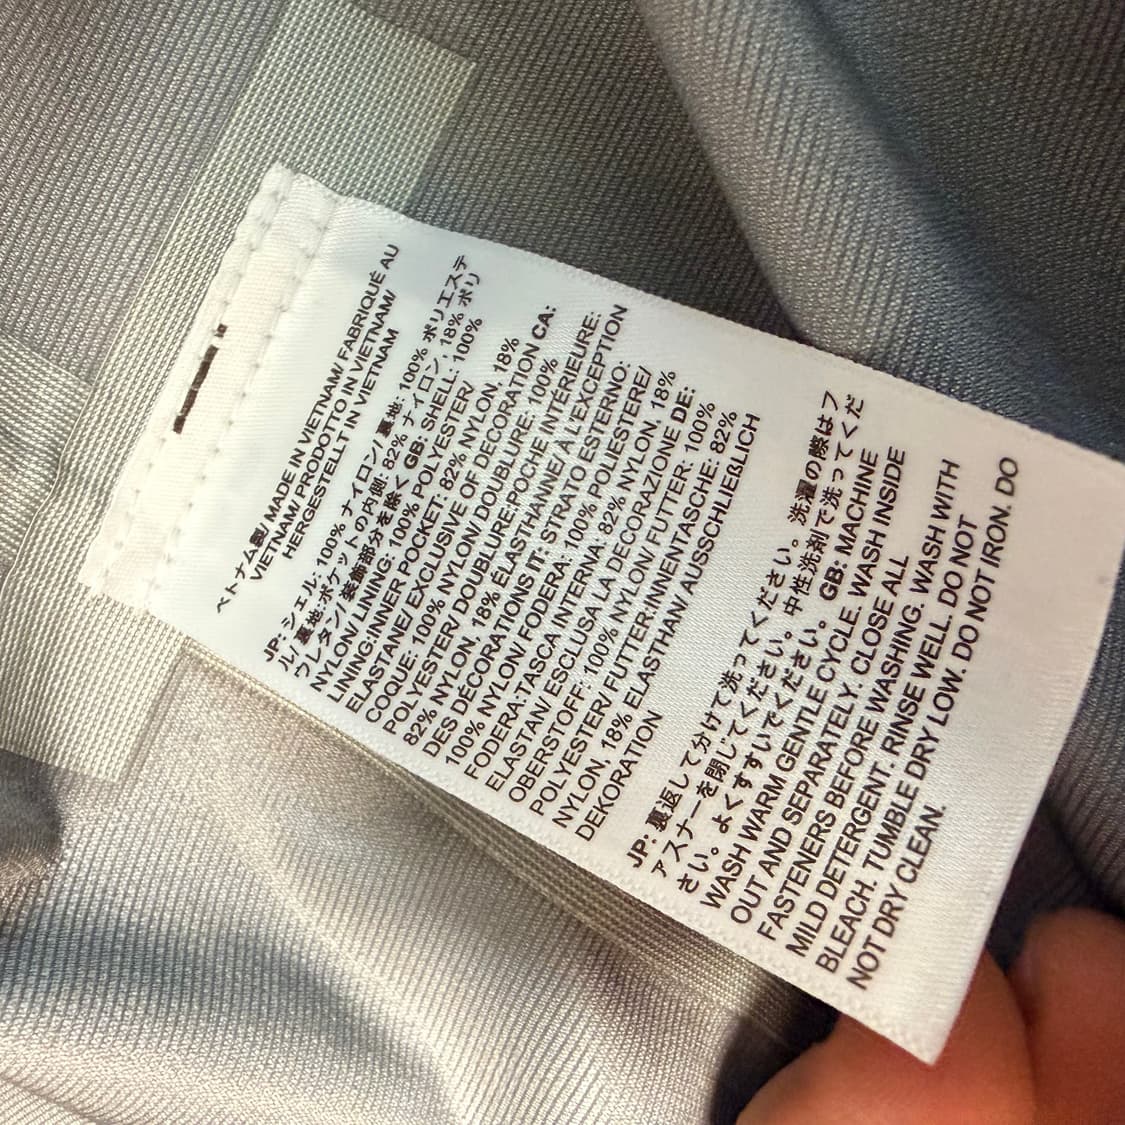 ベトナム製/ MADE IN VIETNAM/ FABRIQUÉ AU
VIETNAM/ PRODOTTO IN VIETNAM/
HERGESTELLT IN VIETNAM
JP: シェル: 100% ナイロン/ 裏地: 100% ポリエステ
ル/ 裏地:ポケットの内側: 82% ナイロン, 18% ポリ
ウレタン/ 装飾部分を除く GB: SHELL: 100%
NYLON/ LINING: 100% POLYESTER/
LINING:INNER POCKET: 82% NYLON, 18%
ELASTANE/ EXCLUSIVE OF DECORATION CA:
COQUE: 100% NYLON/ DOUBLURE: 100%
POLYESTER/ DOUBLURE:POCHE INTÉRIEURE:
82% NYLON, 18% ÉLASTHANNE/ À L'EXCEPTION
DES DÉCORATIONS IT: STRATO ESTERNO:
100% NYLON/ FODERA: 100% POLIESTERE/
FODERA:TASCA INTERNA: 82% NYLON, 18%
ELASTAN/ ESCLUSA LA DECORAZIONE DE:
OBERSTOFF: 100% NYLON/ FUTTER: 100%
POLYESTER/ FUTTER:INNENTASCHE: 82%
NYLON, 18% ELASTHAN/ AUSSCHLIEßLICH
DEKORATION
JP: 裏返して分けて洗ってください。洗濯の際はフ
ァスナーを閉じてください。中性洗剤で洗ってくだ
さい。よくすすいでください。 GB: MACHINE
WASH WARM GENTLE CYCLE. WASH INSIDE
OUT AND SEPARATELY. CLOSE ALL
FASTENERS BEFORE WASHING. WASH WITH
MILD DETERGENT. RINSE WELL. DO NOT
BLEACH. TUMBLE DRY LOW. DO NOT IRON. DO
NOT DRY CLEAN.